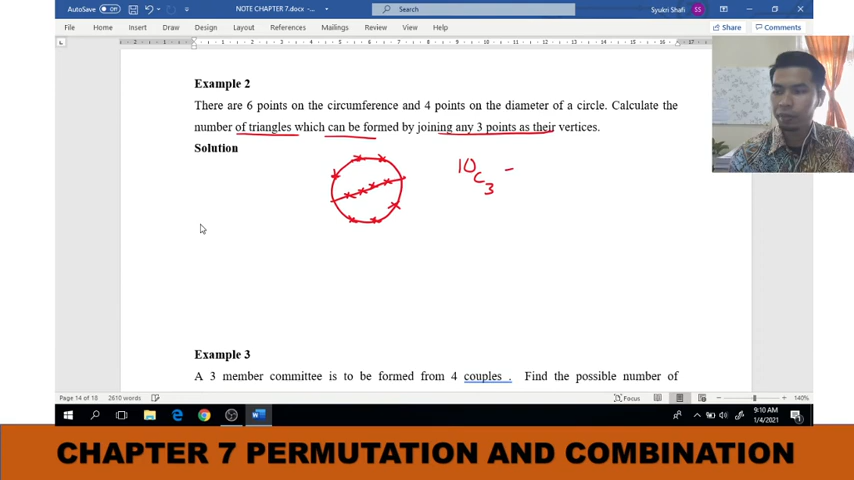 AutoSave Off
NOTE CHAPTER 7.docx -...
Search
Syukri Shafi SS
File Home Insert Draw Design Layout References Mailings Review View Help
Share Comments
Example 2
There are 6 points on the circumference and 4 points on the diameter of a circle. Calculate the
number of triangles which can be formed by joining any 3 points as their vertices.
Solution
10 C 3 -
Example 3
A 3 member committee is to be formed from 4 couples . Find the possible number of
Page 14 of 18 2610 words
Focus
140%
9:10 AM
1/4/2021
CHAPTER 7 PERMUTATION AND COMBINATION